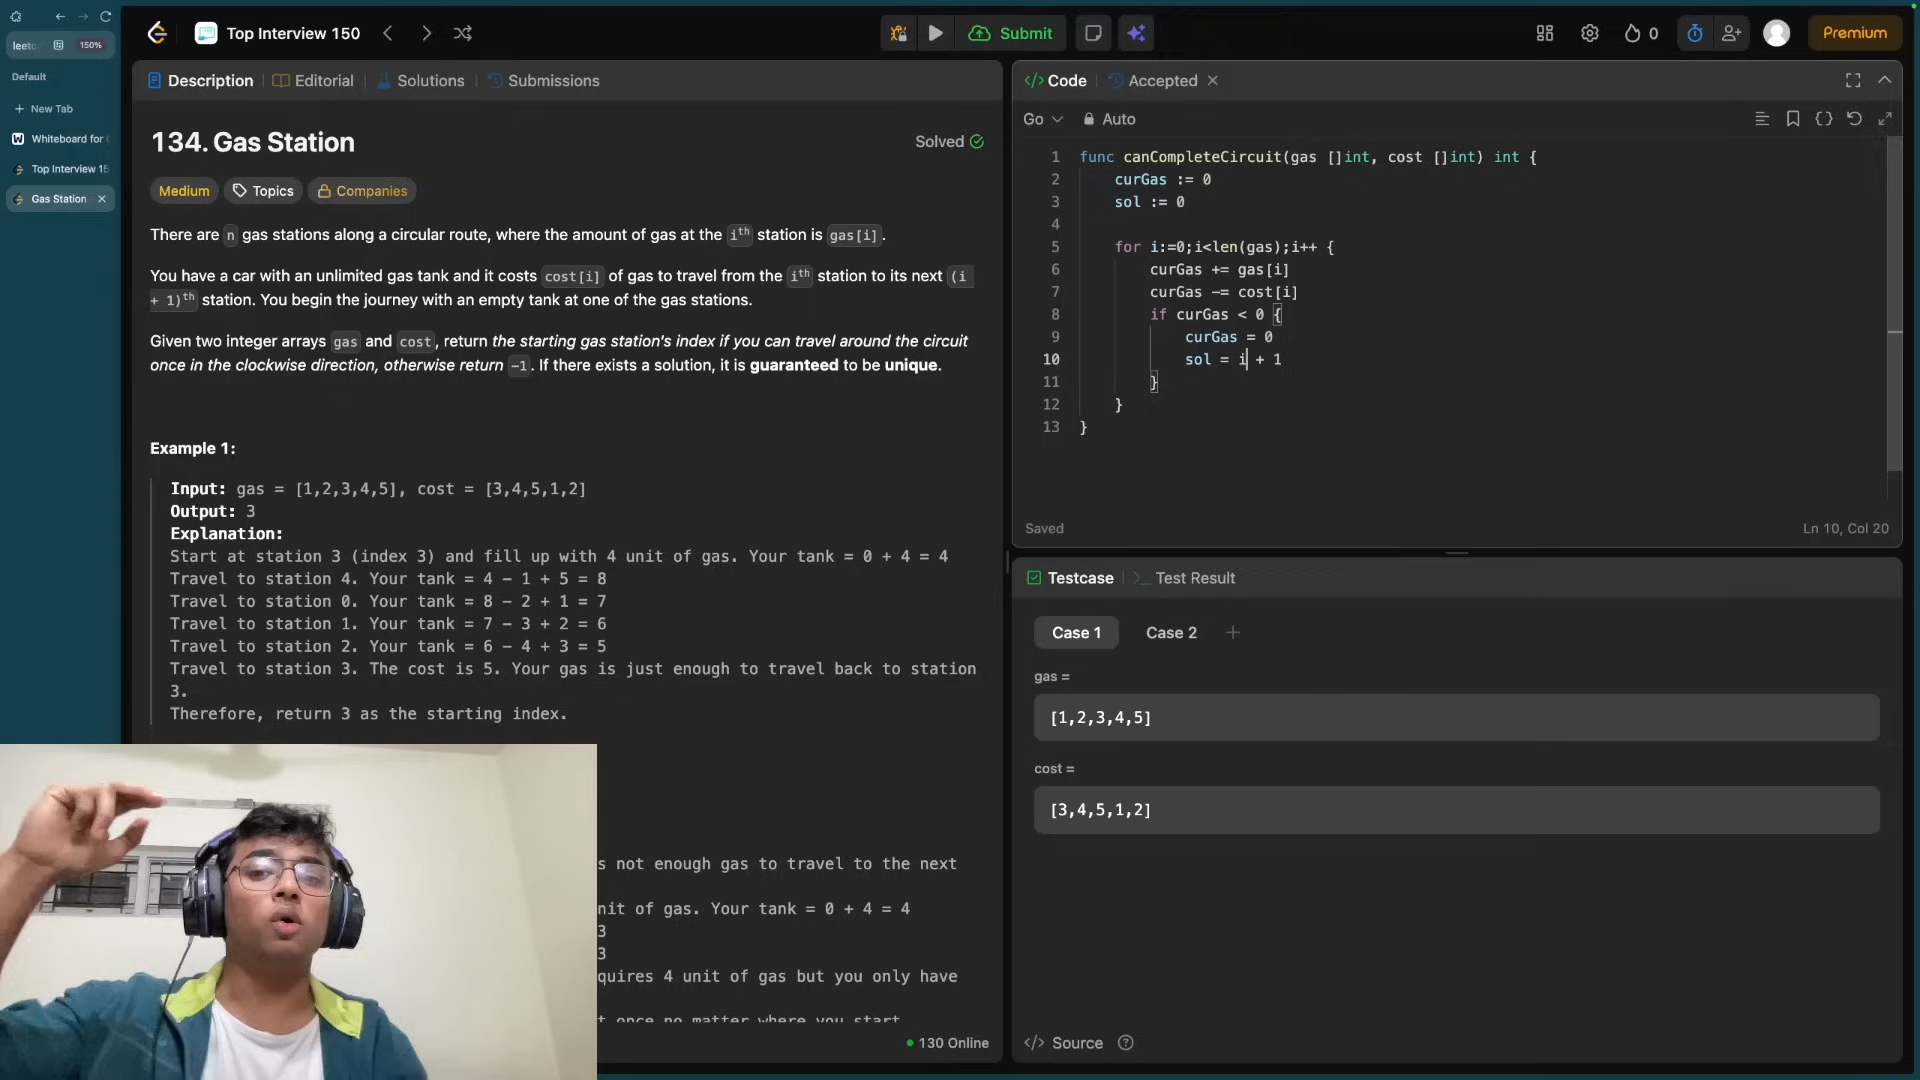 leetc
150%
Default
New Tab
Whiteboard for
Top Interview 15
Gas Station
Top Interview 150
Submit
0
Premium
Description
Editorial
Solutions
Submissions
134. Gas Station
Solved
Medium
Topics
Companies
There are n gas stations along a circular route, where the amount of gas at the ith station is gas[i].
You have a car with an unlimited gas tank and it costs cost[i] of gas to travel from the ith station to its next (i
+ 1)th station. You begin the journey with an empty tank at one of the gas stations.
Given two integer arrays gas and cost, return the starting gas station's index if you can travel around the circuit
once in the clockwise direction, otherwise return -1. If there exists a solution, it is guaranteed to be unique.
Example 1:
Input: gas = [1,2,3,4,5], cost = [3,4,5,1,2]
Output: 3
Explanation:
Start at station 3 (index 3) and fill up with 4 unit of gas. Your tank = 0 + 4 = 4
Travel to station 4. Your tank = 4 - 1 + 5 = 8
Travel to station 0. Your tank = 8 - 2 + 1 = 7
Travel to station 1. Your tank = 7 - 3 + 2 = 6
Travel to station 2. Your tank = 6 - 4 + 3 = 5
Travel to station 3. The cost is 5. Your gas is just enough to travel back to station
3.
Therefore, return 3 as the starting index.
s not enough gas to travel to the next
nit of gas. Your tank = 0 + 4 = 4
3
3
quires 4 unit of gas but you only have
t once no matter where you start
130 Online
Code
Accepted
Go
Auto
1 func canCompleteCircuit(gas []int, cost []int) int {
2 curGas := 0
3 sol := 0
4
5 for i:=0;i<len(gas);i++ {
6 curGas += gas[i]
7 curGas -= cost[i]
8 if curGas < 0 {
9 curGas = 0
10 sol = i + 1
11 }
12 }
13 }
Saved
Ln 10, Col 20
Testcase
Test Result
Case 1
Case 2
gas =
[1,2,3,4,5]
cost =
[3,4,5,1,2]
Source